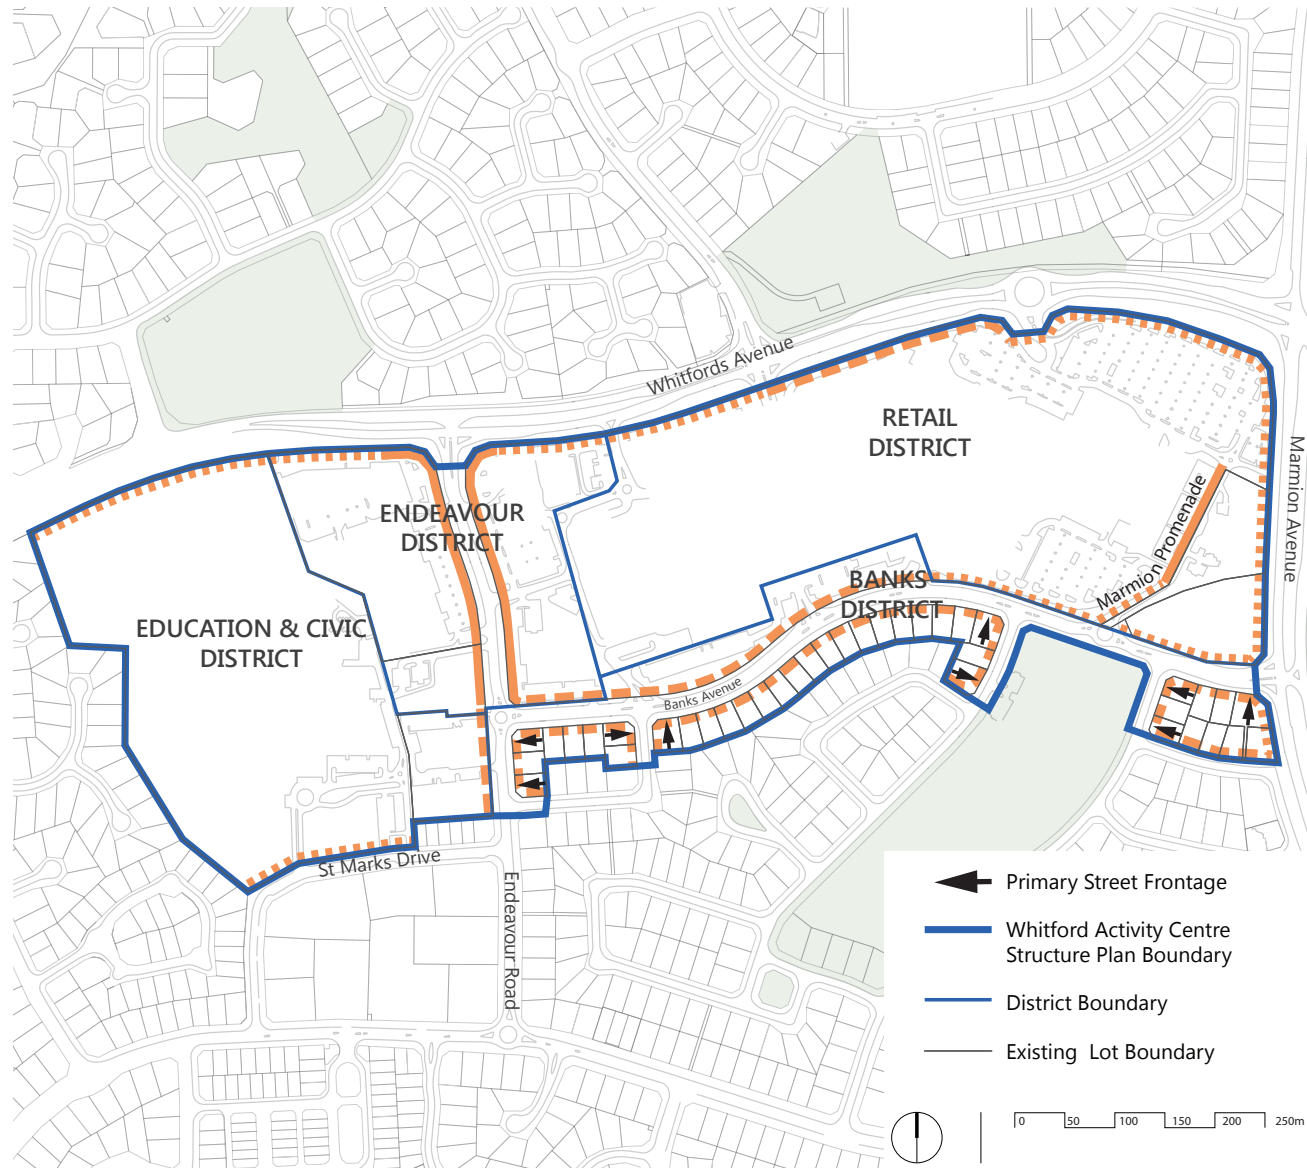 Whitfords Avenue
RETAIL
DISTRICT
Marmion Avenue
ENDEAVOUR
DISTRICT
Marmion Promenade
BANKS
DISTRICT
EDUCATION & CIVIC
DISTRICT
Banks Avenue
St Marks Drive
Endeavour Road
Primary Street Frontage
Whitford Activity Centre
Structure Plan Boundary
District Boundary
Existing Lot Boundary
0 50 100 150 200 250m